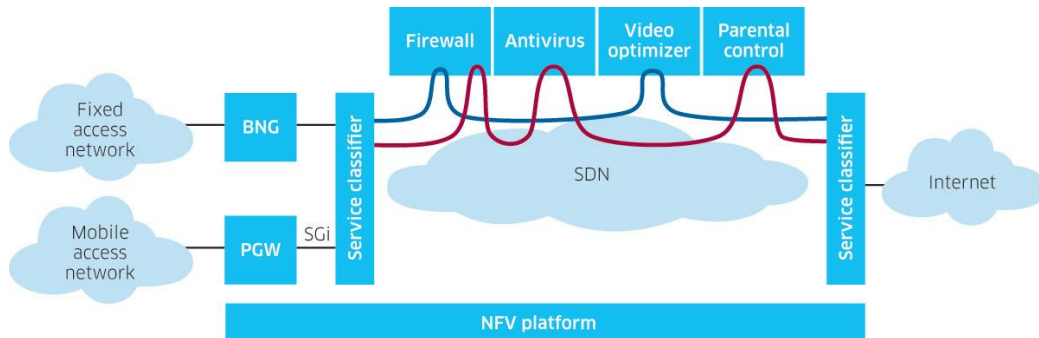 Firewall
Antivirus
Video
optimizer
Parental
control
Fixed
access
network
BNG
Service classifier
SDN
Service classifier
Internet
Mobile
access
network
PGW
SGi
NFV platform